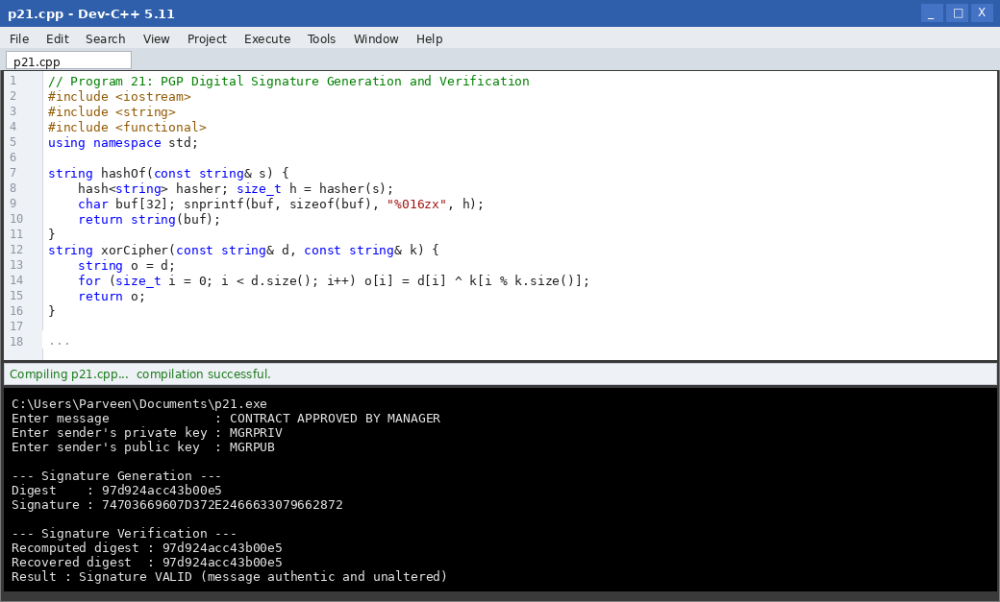 p21.cpp - Dev-C++ 5.11
_ □ X
File Edit Search View Project Execute Tools Window Help
p21.cpp
1 // Program 21: PGP Digital Signature Generation and Verification
2 #include <iostream>
3 #include <string>
4 #include <functional>
5 using namespace std;
6
7 string hashOf(const string& s) {
8     hash<string> hasher; size_t h = hasher(s);
9     char buf[32]; snprintf(buf, sizeof(buf), "%016zx", h);
10     return string(buf);
11 }
12 string xorCipher(const string& d, const string& k) {
13     string o = d;
14     for (size_t i = 0; i < d.size(); i++) o[i] = d[i] ^ k[i % k.size()];
15     return o;
16 }
17
18 ...
Compiling p21.cpp...  compilation successful.
C:\Users\Parveen\Documents\p21.exe
Enter message              : CONTRACT APPROVED BY MANAGER
Enter sender's private key : MGRPRIV
Enter sender's public key  : MGRPUB
--- Signature Generation ---
Digest    : 97d924acc43b00e5
Signature : 74703669607D372E2466633079662872
--- Signature Verification ---
Recomputed digest : 97d924acc43b00e5
Recovered digest  : 97d924acc43b00e5
Result : Signature VALID (message authentic and unaltered)